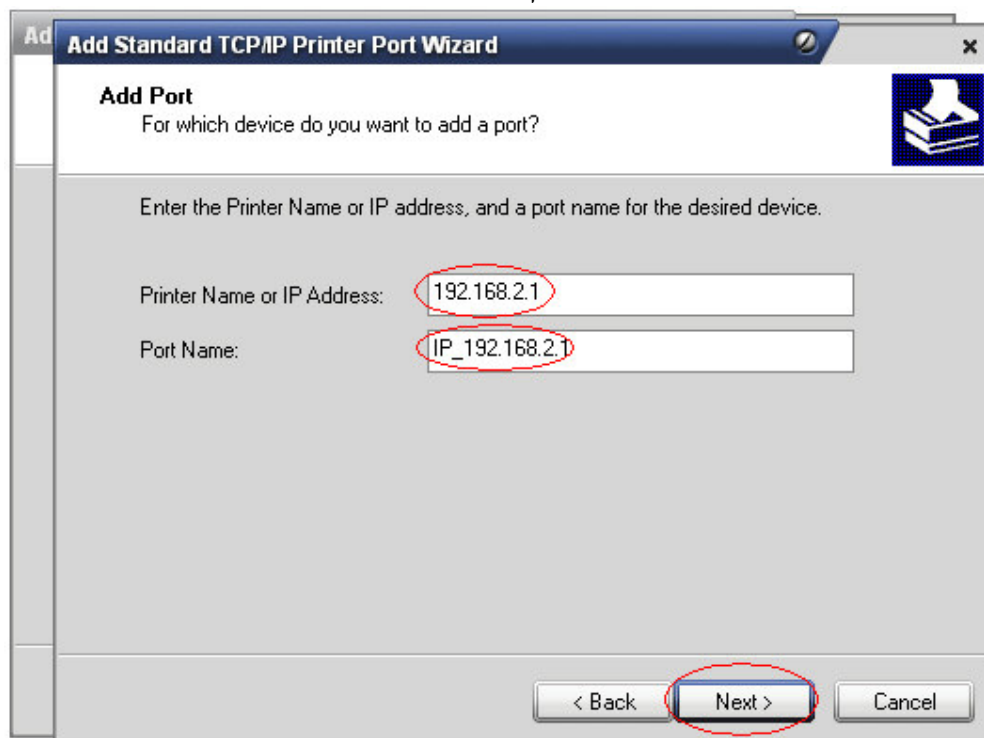 Ad
Add Standard TCP/IP Printer Port Wizard
Add Port
For which device do you want to add a port?
Enter the Printer Name or IP address, and a port name for the desired device.
Printer Name or IP Address: 192.168.2.1
Port Name: IP_192.168.2.1
< Back Next > Cancel